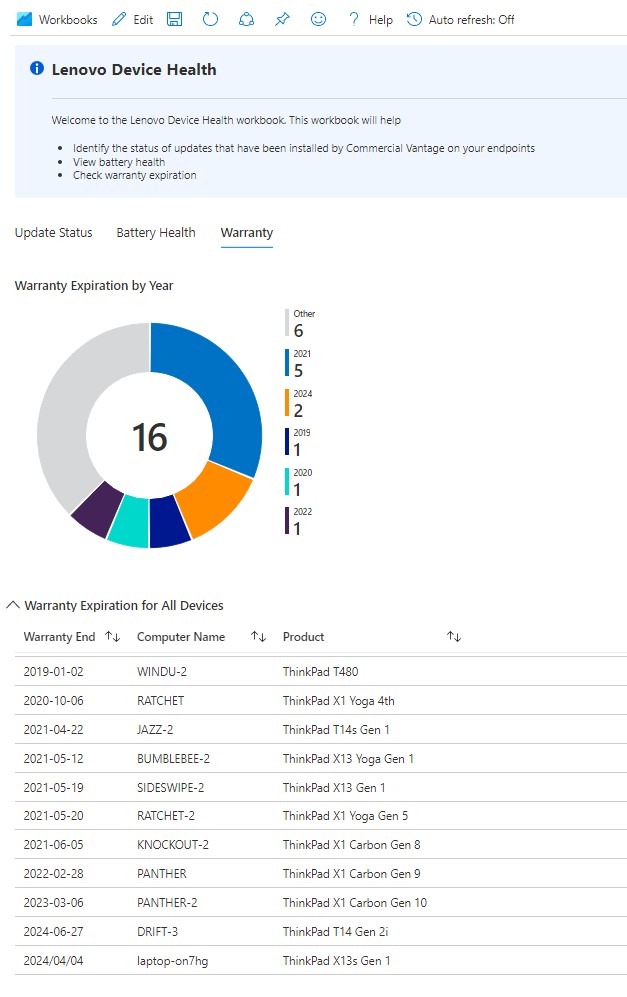 Workbooks Edit Help Auto refresh: Off
Lenovo Device Health
Welcome to the Lenovo Device Health workbook. This workbook will help
• Identify the status of updates that have been installed by Commercial Vantage on your endpoints
• View battery health
• Check warranty expiration
Update Status Battery Health Warranty
Warranty Expiration by Year
16
Other
6
2021
5
2024
2
2019
1
2020
1
2022
1
Warranty Expiration for All Devices
Warranty End Computer Name Product
2019-01-02 WINDU-2 ThinkPad T480
2020-10-06 RATCHET ThinkPad X1 Yoga 4th
2021-04-22 JAZZ-2 ThinkPad T14s Gen 1
2021-05-12 BUMBLEBEE-2 ThinkPad X13 Yoga Gen 1
2021-05-19 SIDESWIPE-2 ThinkPad X13 Gen 1
2021-05-20 RATCHET-2 ThinkPad X1 Yoga Gen 5
2021-06-05 KNOCKOUT-2 ThinkPad X1 Carbon Gen 8
2022-02-28 PANTHER ThinkPad X1 Carbon Gen 9
2023-03-06 PANTHER-2 ThinkPad X1 Carbon Gen 10
2024-06-27 DRIFT-3 ThinkPad T14 Gen 2i
2024/04/04 laptop-on7hg ThinkPad X13s Gen 1